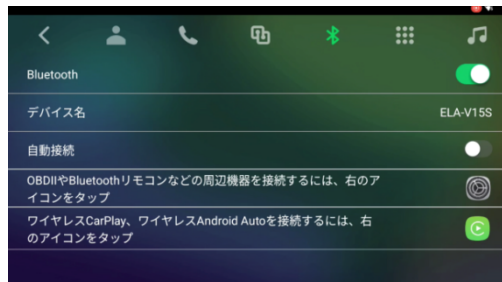 Bluetooth
デバイス名
ELA-V15S
自動接続
OBDIIやBluetoothリモコンなどの周辺機器を接続するには、右のア
イコンをタップ
ワイヤレスCarPlay、ワイヤレスAndroid Autoを接続するには、右
のアイコンをタップ